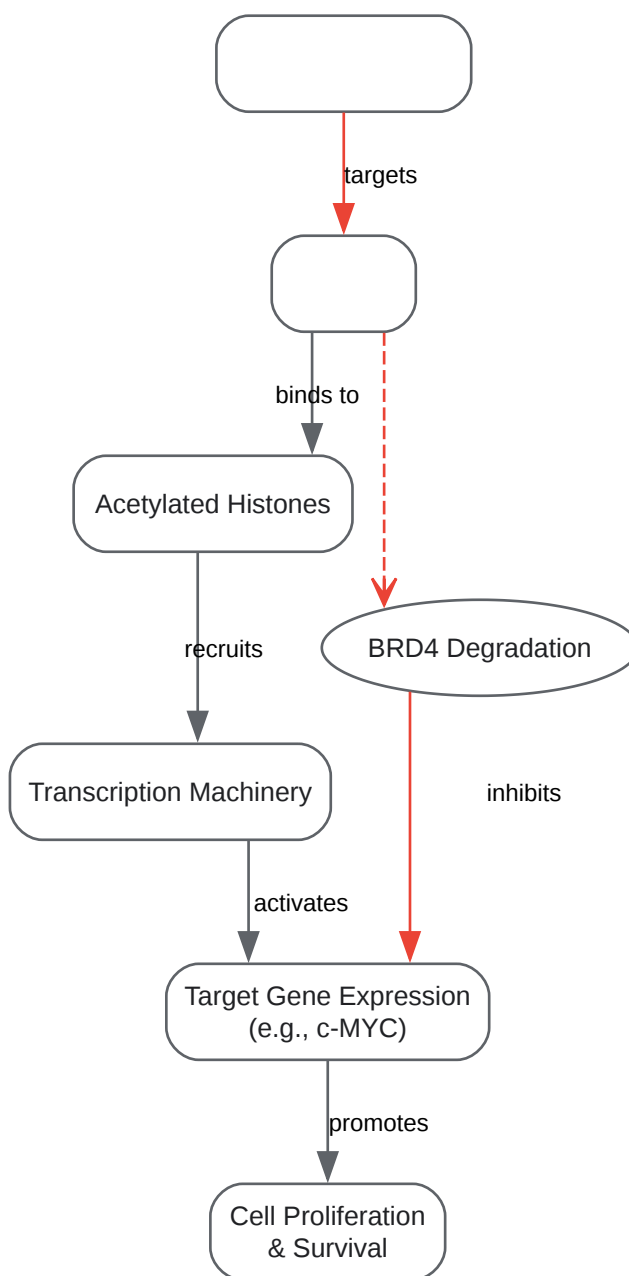 targets
binds to
Acetylated Histones
recruits
BRD4 Degradation
Transcription Machinery
inhibits
activates
Target Gene Expression
(e.g., c-MYC)
promotes
Cell Proliferation
& Survival